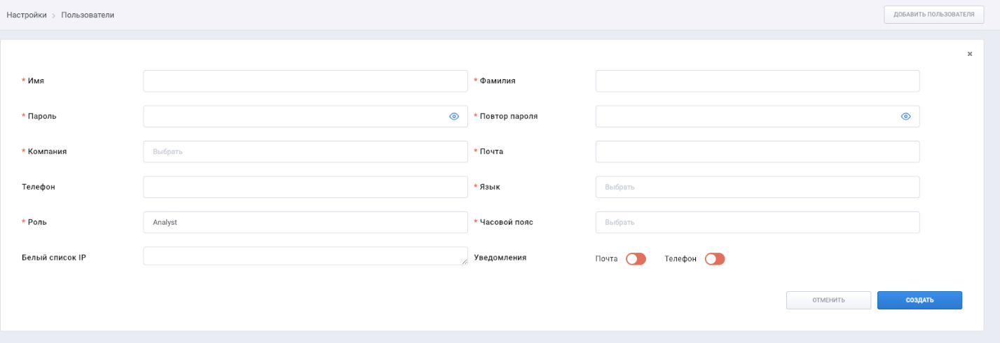 Настройки > Пользователи
ДОБАВИТЬ ПОЛЬЗОВАТЕЛЯ
×
* Имя
* Фамилия
* Пароль
* Повтор пароля
* Компания
Выбрать
* Почта
Телефон
* Язык
Выбрать
* Роль
Analyst
* Часовой пояс
Выбрать
Белый список IP
Уведомления
Почта
Телефон
ОТМЕНИТЬ
СОЗДАТЬ